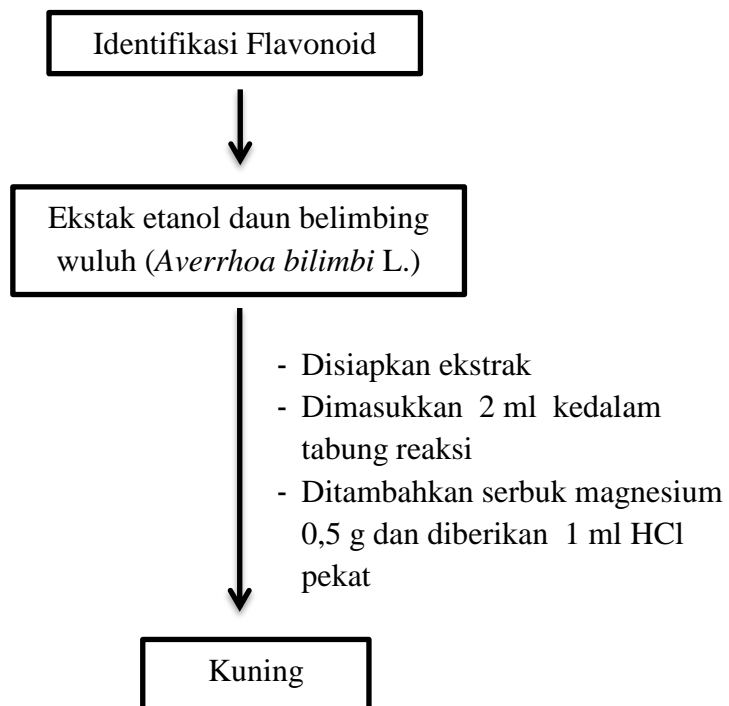 Identifikasi Flavonoid
Ekstak etanol daun belimbing
wuluh (Averrhoa bilimbi L.)
- Disiapkan ekstrak
- Dimasukkan 2 ml kedalam
tabung reaksi
- Ditambahkan serbuk magnesium
0,5 g dan diberikan 1 ml HCl
pekat
Kuning